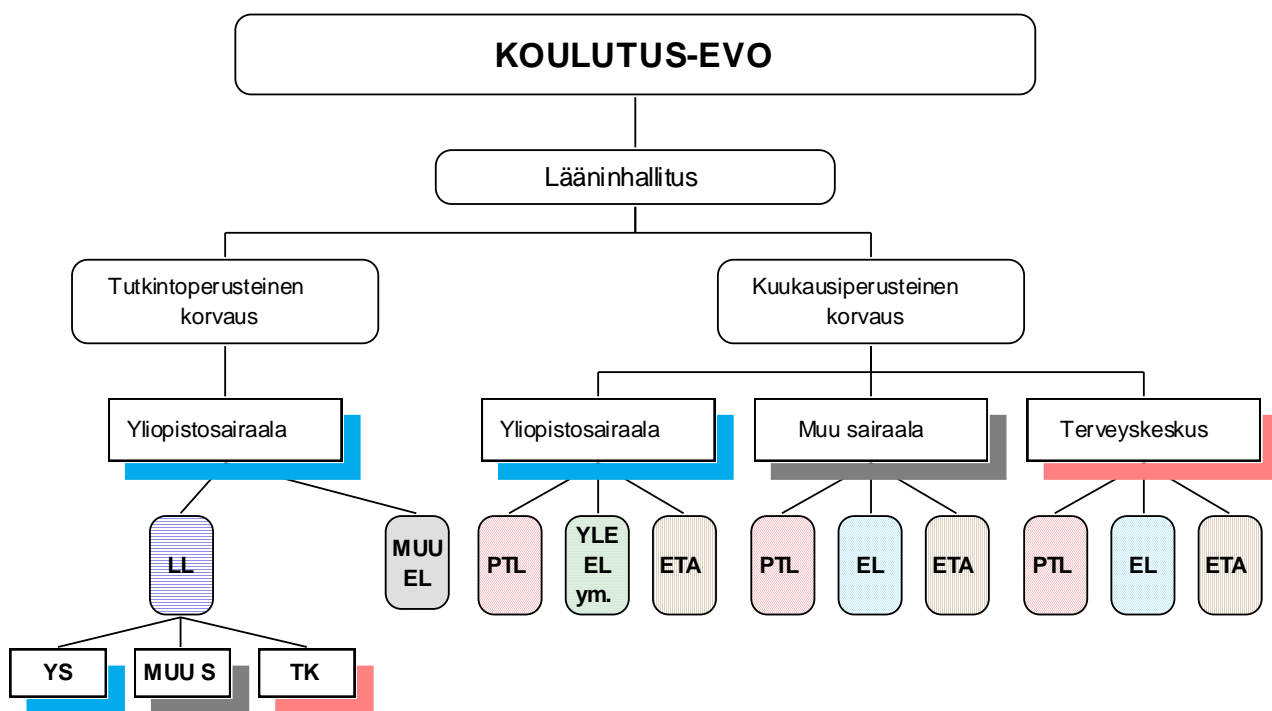 KOULUTUS-EVO
Lääninhallitus
Tutkintoperusteinen
korvaus
Kuukausiperusteinen
korvaus
Yliopistosairaala
Yliopistosairaala
Muu sairaala
Terveyskeskus
LL
MUU
EL
PTL
YLE
EL
ym.
ETA
PTL
EL
ETA
PTL
EL
ETA
YS
MUU S
TK